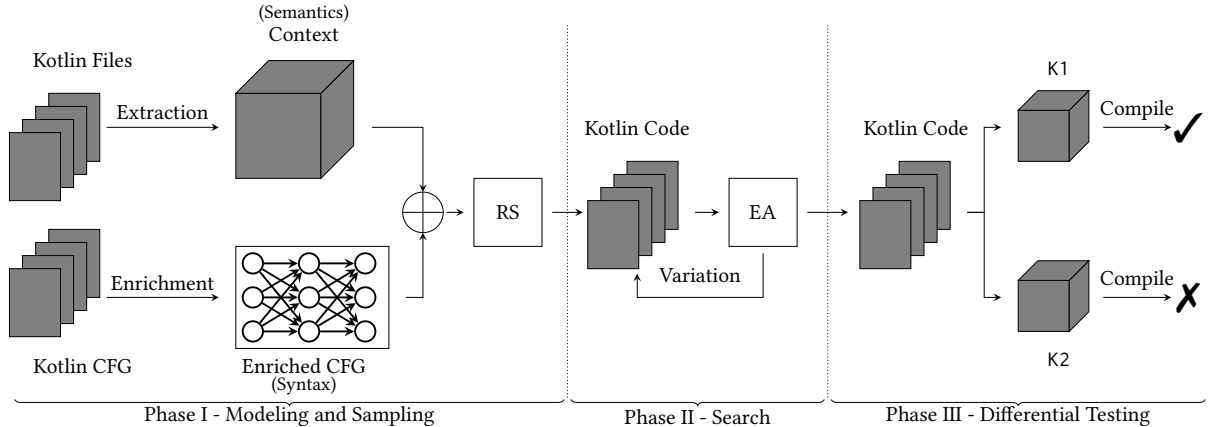 (Semantics)
Context
Kotlin Files
Extraction
Enrichment
Kotlin CFG
Enriched CFG
(Syntax)
RS
Phase I - Modeling and Sampling
Kotlin Code
EA
Variation
Phase II - Search
Kotlin Code
K1
Compile
Compile
K2
Phase III - Differential Testing